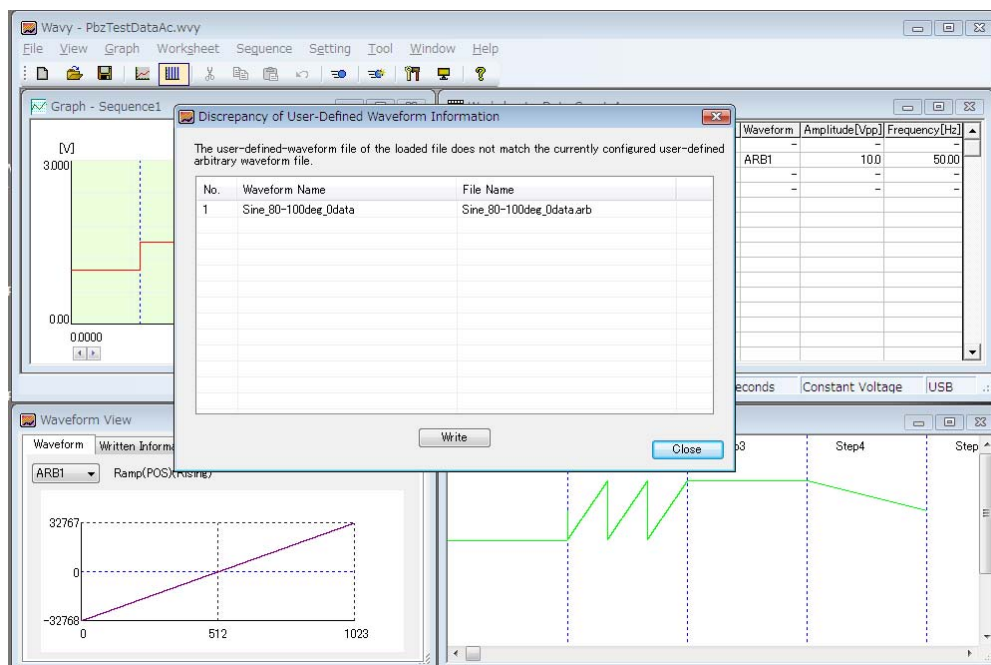 Wavy - PbzTestDataAc.wvy
File View Graph Worksheet Sequence Setting Tool Window Help
Graph - Sequence1
[V]
3.000
0.00
0.0000
Waveform Amplitude[Vpp] Frequency[Hz]
- - -
ARB1 10.0 50.00
- - -
- - -
Discrepancy of User-Defined Waveform Information
The user-defined-waveform file of the loaded file does not match the currently configured user-defined
arbitrary waveform file.
No. Waveform Name File Name
1 Sine_80-100deg_0data Sine_80-100deg_0data.arb
Write
Close
Constant Voltage USB
Waveform View
Waveform Written Informa
ARB1 Ramp(POS)(Rising)
32767
0
-32768
0 512 1023
Step4 Step